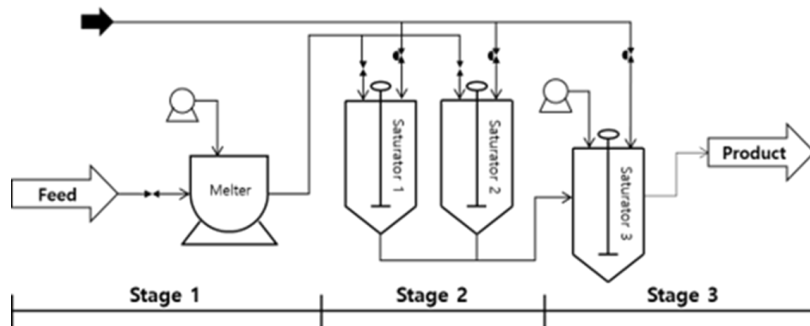 Feed
Melter
Saturator 1
Saturator 2
Saturator 3
Product
Stage 1
Stage 2
Stage 3